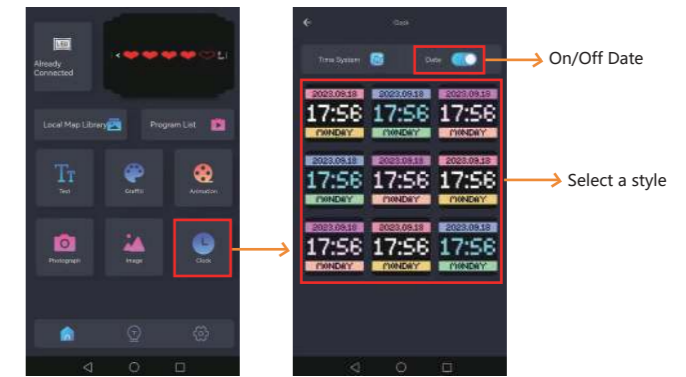 LED
Already
Connected
Local Map Library
Program List
TT
Text
Graffiti
Animation
Photograph
Image
Clock
Clock
Time System
Date
On/Off Date
2023.09.18
2023.09.18
2023.09.18
17:56
17:56
17:56
MONDAY
MONDAY
MONDAY
Select a style
2023.09.18
2023.09.18
2023.09.18
17:56
17:56
17:56
MONDAY
MONDAY
MONDAY
2023.09.18
2023.09.18
2023.09.18
17:56
17:56
17:56
MONDAY
MONDAY
MONDAY